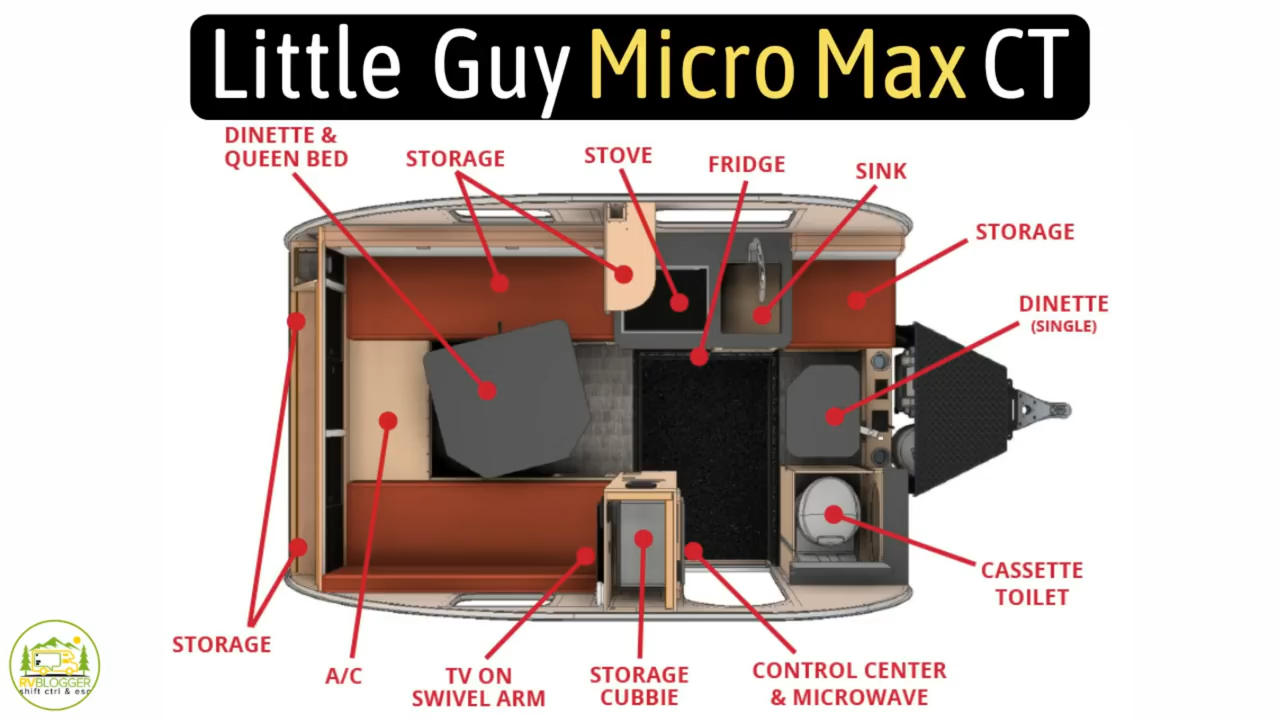 Little Guy Micro Max CT
DINETTE &
QUEEN BED
STORAGE
STOVE
FRIDGE
SINK
STORAGE
DINETTE
(SINGLE)
CASSETTE
TOILET
STORAGE
A/C
TV ON
SWIVEL ARM
STORAGE
CUBBIE
CONTROL CENTER
& MICROWAVE
RVBLOGGER
shift ctrl & esc